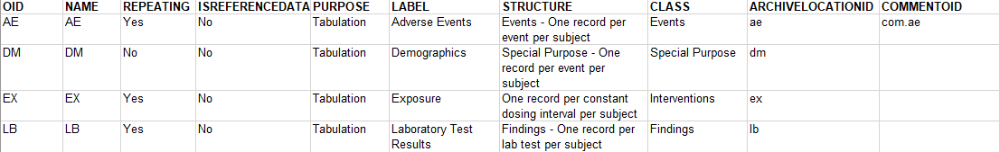 OID NAME REPEATING ISREFERENCEDATA PURPOSE LABEL STRUCTURE CLASS ARCHIVELOCATIONID COMMENTOID
AE AE Yes No Tabulation Adverse Events Events - One record per Events ae com.ae
event per subject
DM DM No No Tabulation Demographics Special Purpose - One Special Purpose dm
record per event per
subject
EX EX Yes No Tabulation Exposure One record per constant Interventions ex
dosing interval per subject
LB LB Yes No Tabulation Laboratory Test Findings - One record per Findings lb
Results lab test per subject